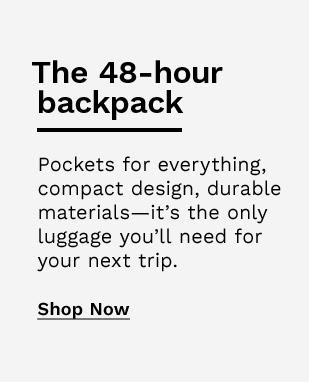 The 48-hour
backpack
Pockets for everything,
compact design, durable
materials—it’s the only
luggage you’ll need for
your next trip.
Shop Now